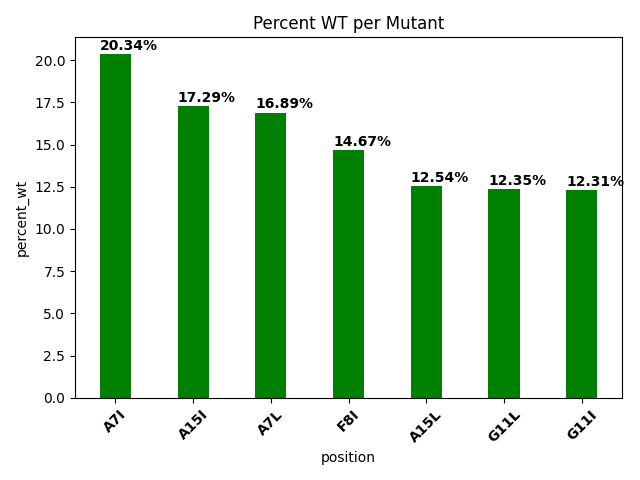 Percent WT per Mutant
percent_wt
20.0
17.5
15.0
12.5
10.0
7.5
5.0
2.5
0.0
20.34%
17.29%
16.89%
14.67%
12.54%
12.35%
12.31%
A7I
A15I
A7L
F8I
A15L
G11L
G11I
position